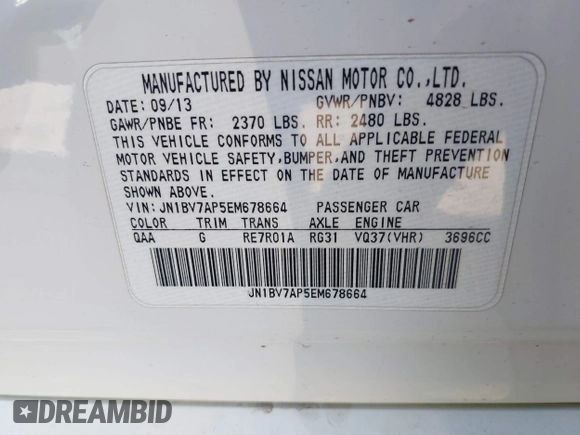 MANUFACTURED BY NISSAN MOTOR CO.,LTD.
DATE: 09/13 GVWR/PNBV: 4828 LBS.
GAWR/PNBE FR: 2370 LBS. RR: 2480 LBS.
THIS VEHICLE CONFORMS TO ALL APPLICABLE FEDERAL
MOTOR VEHICLE SAFETY,BUMPER,AND THEFT PREVENTION
STANDARDS IN EFFECT ON THE DATE OF MANUFACTURE
SHOWN ABOVE.
VIN:JN1BV7AP5EM678664 PASSENGER CAR
COLOR TRIM TRANS AXLE ENGINE
QAA G RE7R01A RG31 VQ37(VHR) 3696CC
JN1BV7AP5EM678664
DREAMBID